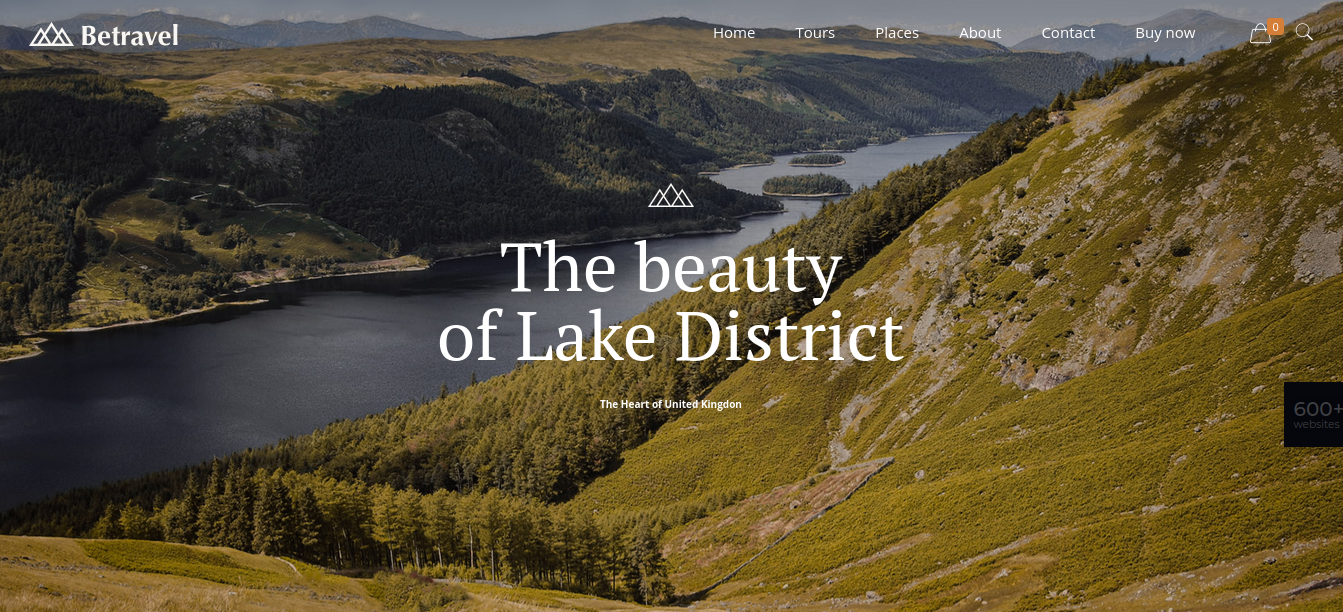 Betravel
Home
Tours
Places
About
Contact
Buy now
0
The beauty
of Lake District
The Heart of United Kingdon
600+
websites